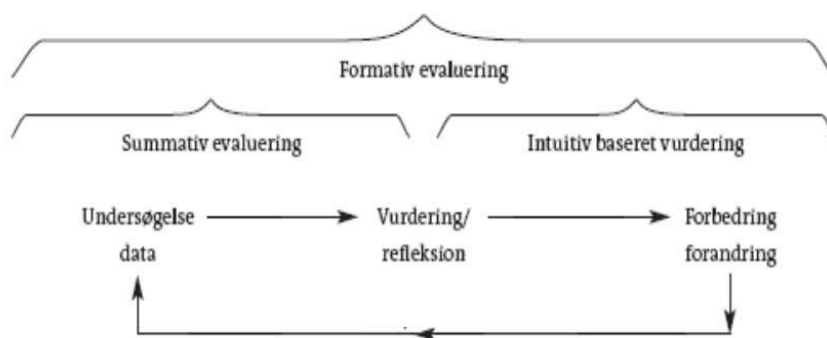 Formativ evaluering
Summativ evaluering
Intuitiv baseret vurdering
Undersøgelse
data
Vurdering/
refleksion
Forbedring
forandring